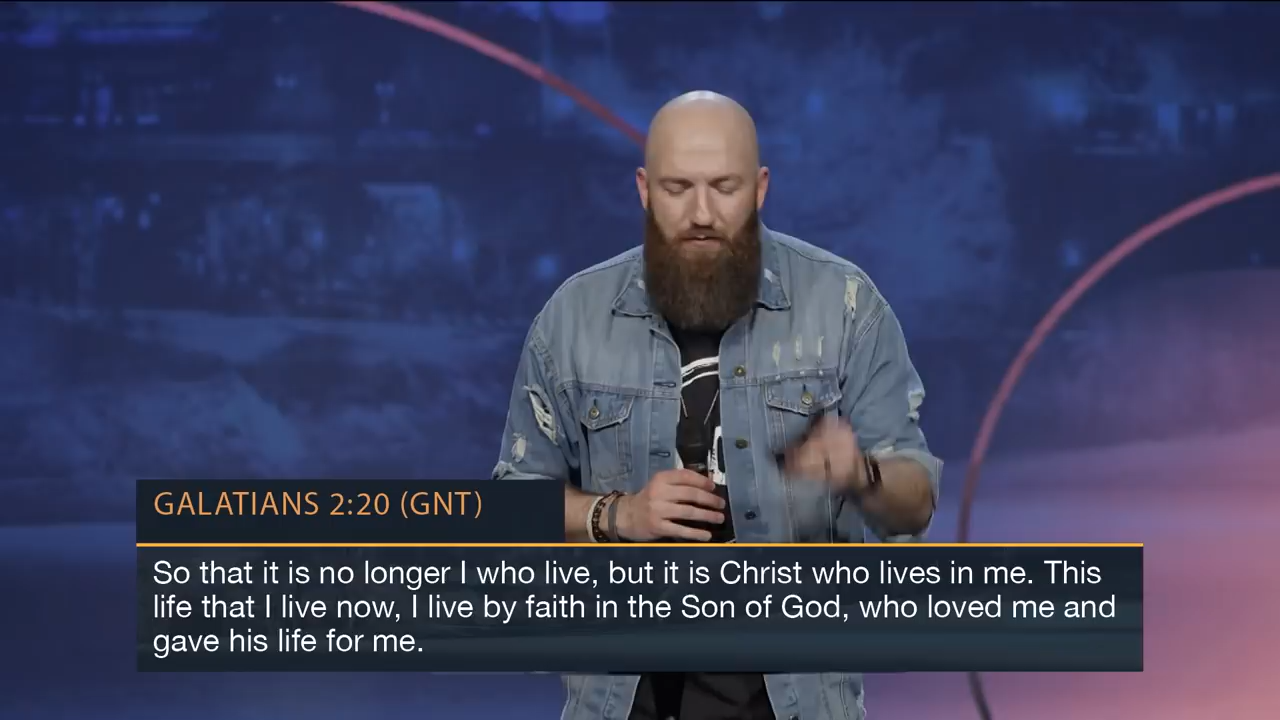 GALATIANS 2:20 (GNT)
So that it is no longer I who live, but it is Christ who lives in me. This
life that I live now, I live by faith in the Son of God, who loved me and
gave his life for me.